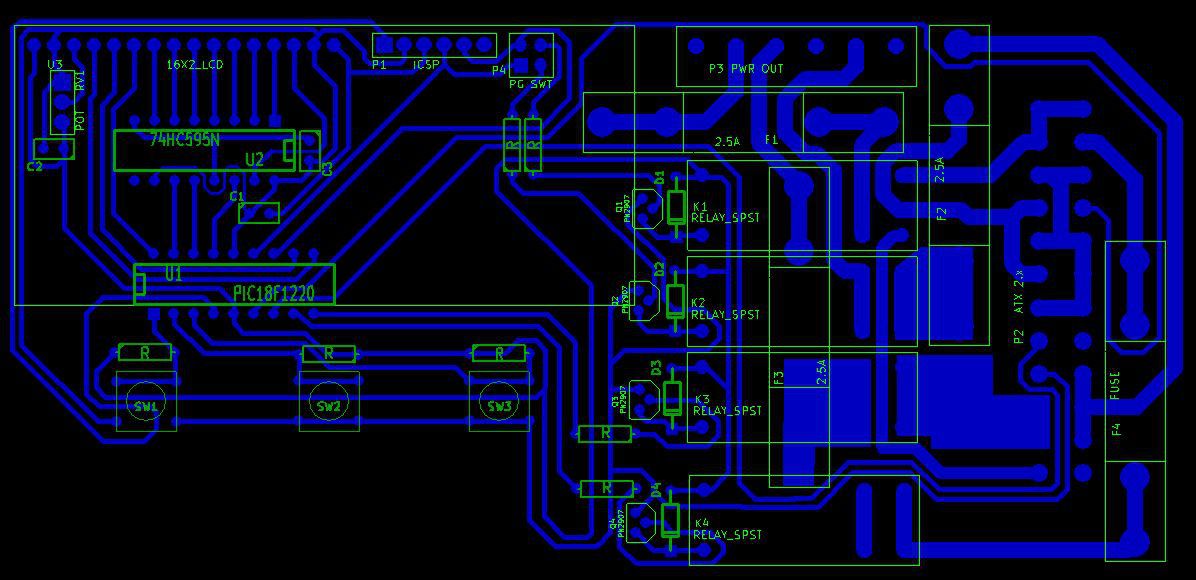 U3
RV1
POT
C2
16X2_LCD
P1
ICSP
P4
PG SWT
P3 PWR OUT
2.5A
F1
74HC595N
U2
C3
C1
R
R
U1
PIC18F1220
D1
Q1
PN2907
K1
RELAY_SPST
2.5A
F2
D2
Q2
PN2907
K2
RELAY_SPST
P2
ATX 2.x
R
R
R
SW1
SW2
SW3
D3
Q3
PN2907
K3
RELAY_SPST
F3
2.5A
FUSE
F4
R
R
D4
Q4
PN2907
K4
RELAY_SPST